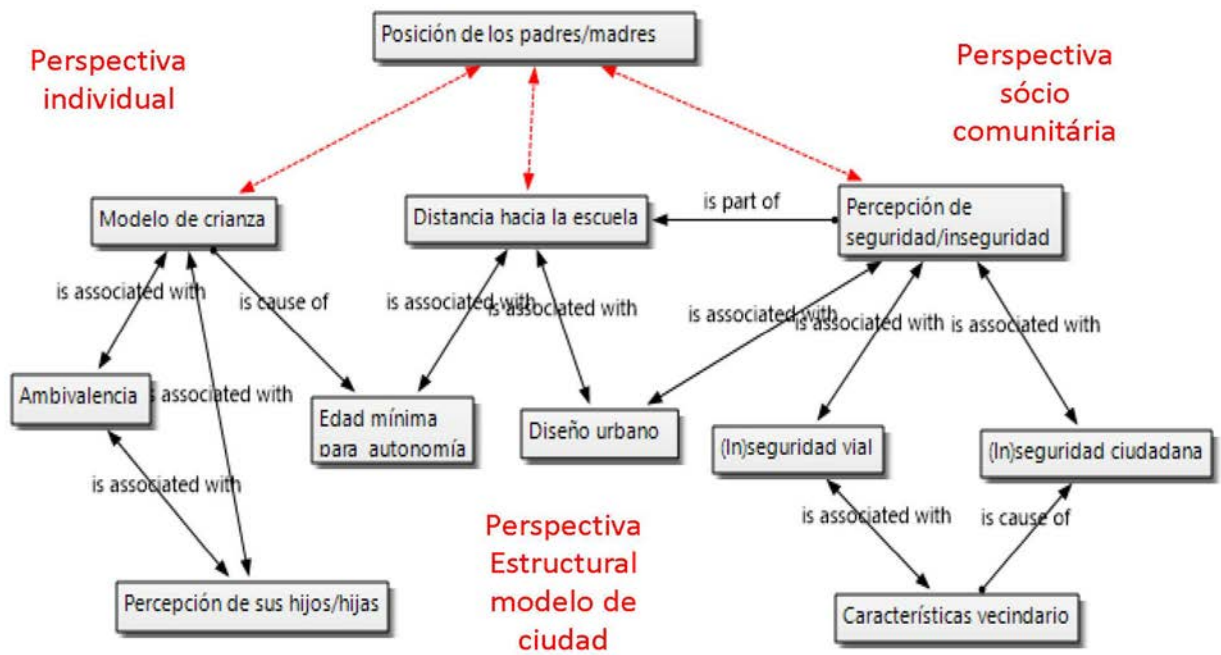 Posición de los padres/madres
Perspectiva
individual
Perspectiva
sócio
comunitária
Modelo de crianza
Distancia hacia la escuela
is part of
Percepción de
seguridad/inseguridad
is associated with
is cause of
is associated with
is associated with
is associated with
is associated with
is associated with
Ambivalencia
is associated with
Edad mínima
para autonomía
Diseño urbano
(In)seguridad vial
(In)seguridad ciudadana
is associated with
Perspectiva
Estructural
modelo de
ciudad
is associated with
is cause of
Percepción de sus hijos/hijas
Características vecindario